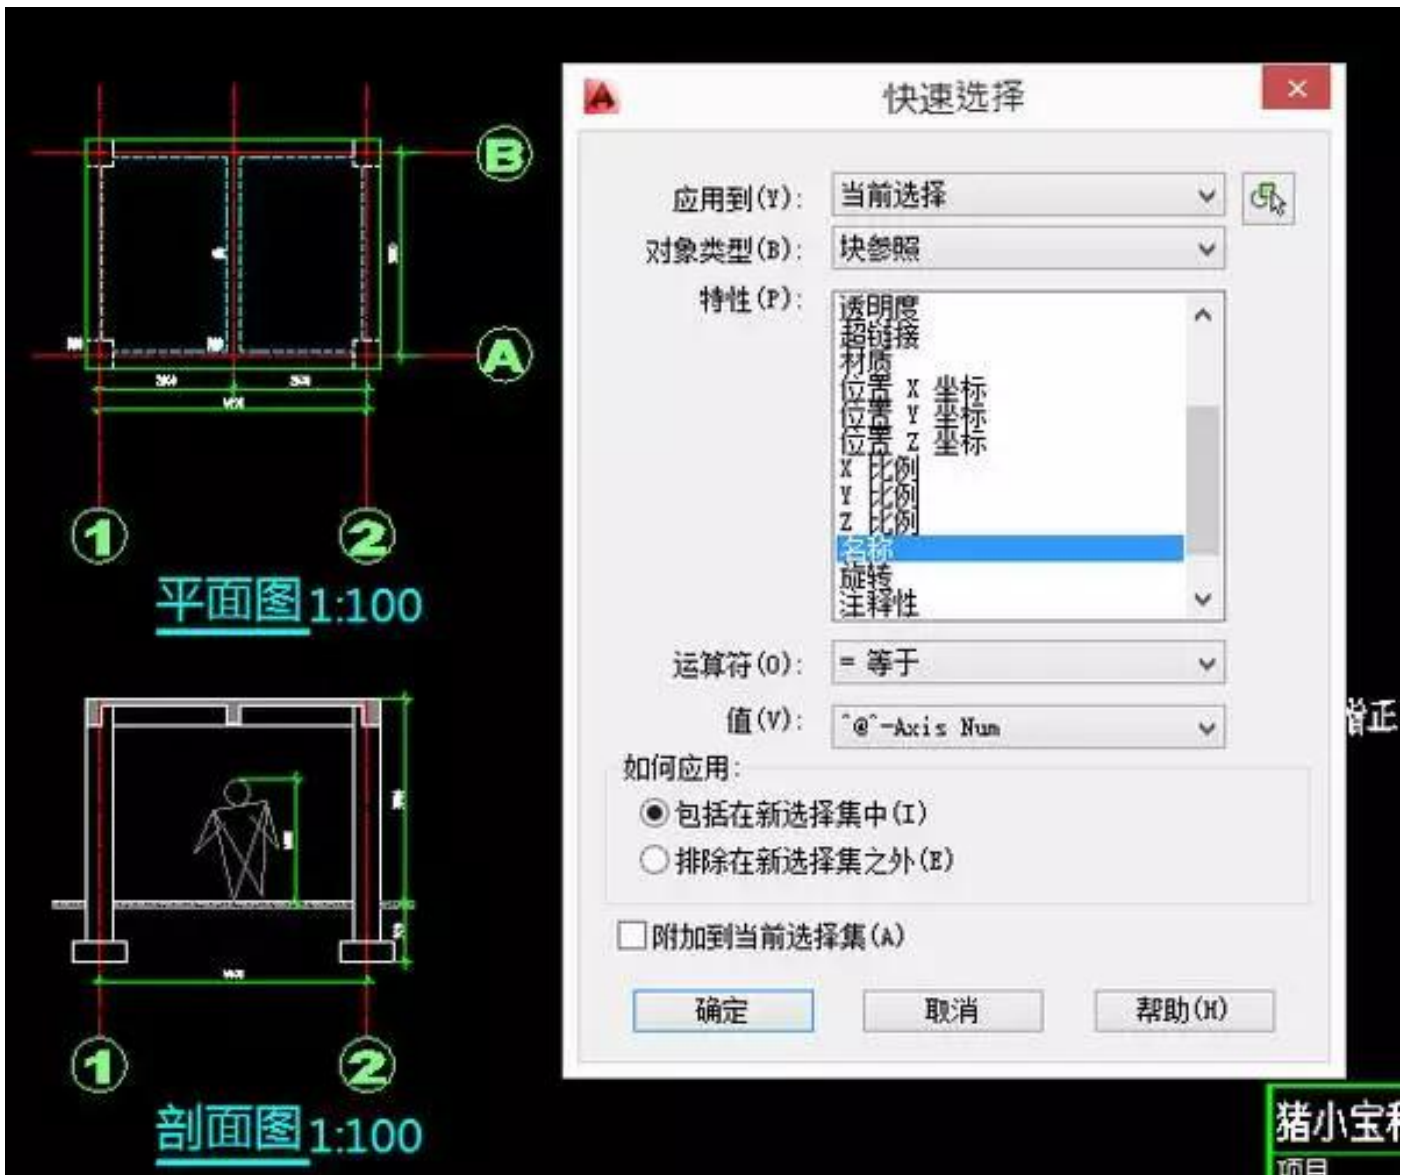 快速选择
应用到(Y): 当前选择
对象类型(B): 块参照
特性(P): 透明度
超链接
材质
位置 X 坐标
位置 Y 坐标
位置 Z 坐标
X 比例
Y 比例
Z 比例
名称
旋转
注释性
运算符(O): = 等于
值(V): ^@^-Axis Num
如何应用:
包括在新选择集中(I)
排除在新选择集之外(E)
附加到当前选择集(A)
确定 取消 帮助(H)
B
A
1 2
平面图 1:100
1 2
剖面图 1:100
正
猪小宝
项目